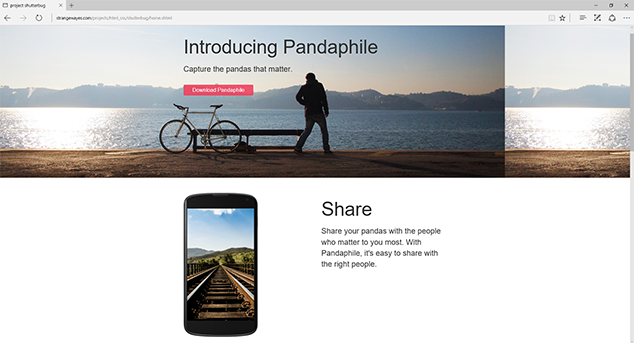 project shutterbug
strangewayes.com/projects/html_css/shutterbug/home.shtml
Introducing Pandaphile
Capture the pandas that matter.
Download Pandaphile
Share
Share your pandas with the people
who matter to you most. With
Pandaphile, it's easy to share with
the right people.